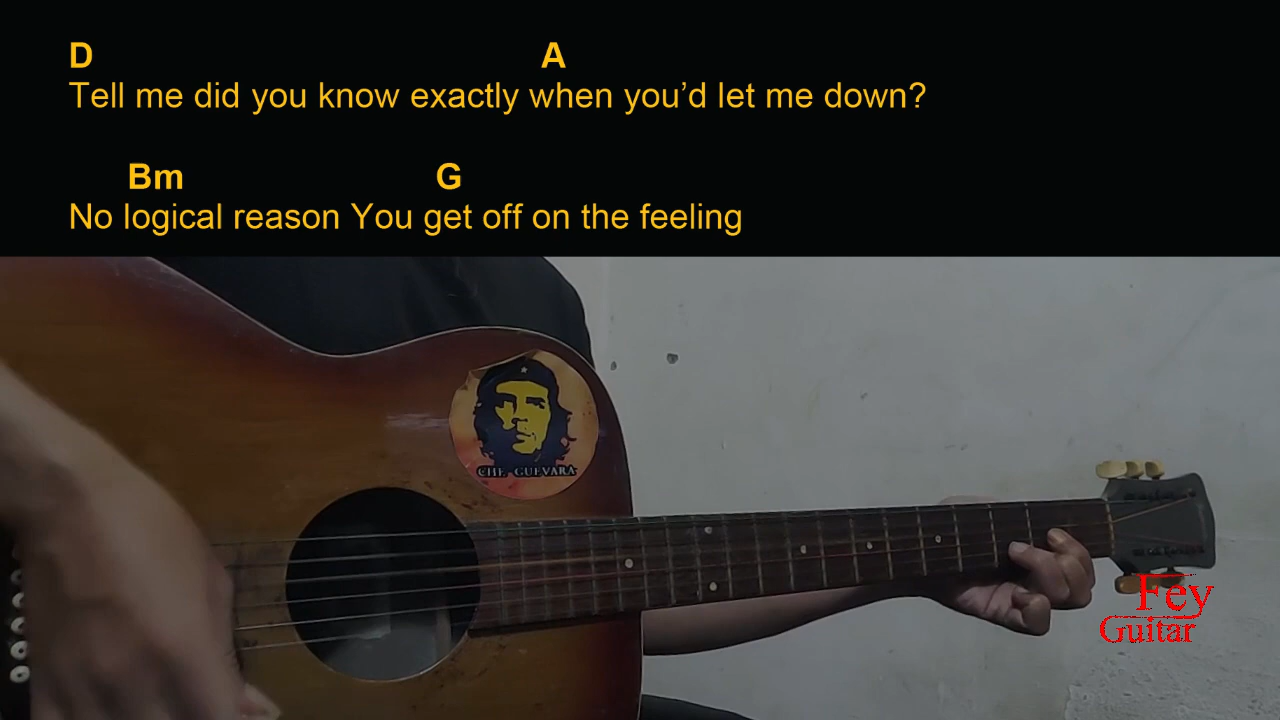 D A
Tell me did you know exactly when you’d let me down?
Bm G
No logical reason You get off on the feeling
CHE GUEVARA
Fey
Guitar